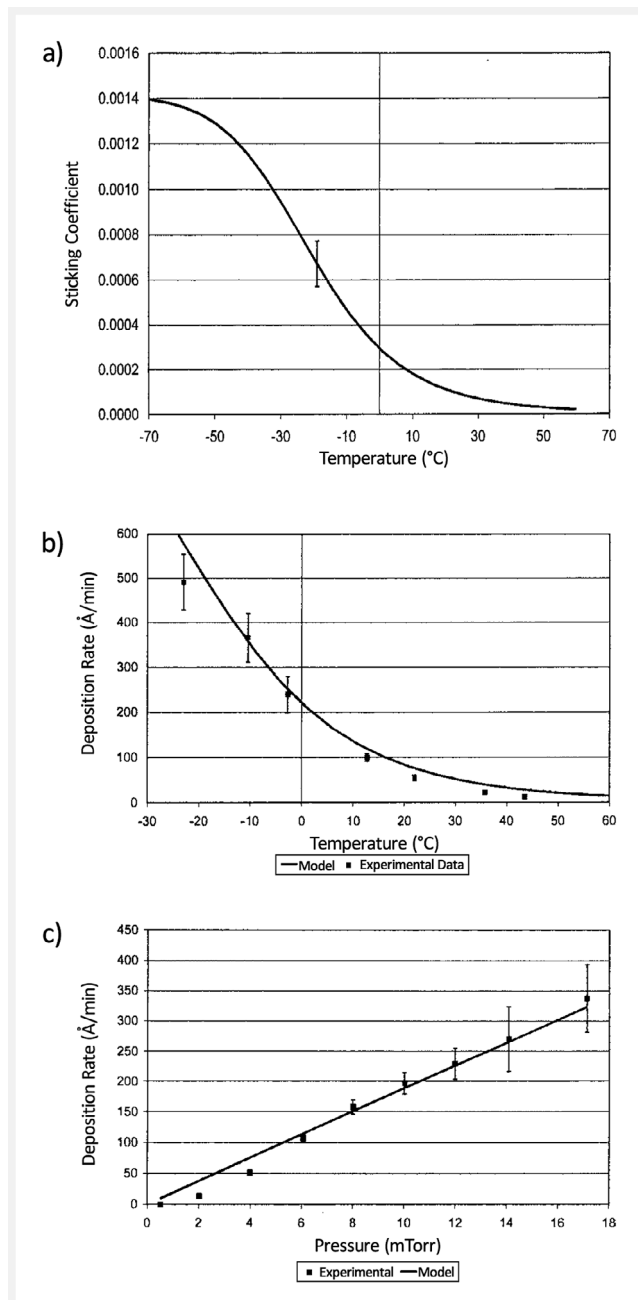 a)
0.0016
0.0014
0.0012
0.0010
0.0008
0.0006
0.0004
0.0002
0.0000
Sticking Coefficient
-70 -50 -30 -10 10 30 50 70
Temperature (°C)
b)
600
500
400
300
200
100
0
Deposition Rate (Å/min)
-30 -20 -10 0 10 20 30 40 50 60
Temperature (°C)
Model Experimental Data
c)
450
400
350
300
250
200
150
100
50
0
Deposition Rate (Å/min)
0 2 4 6 8 10 12 14 16 18
Pressure (mTorr)
Experimental Model